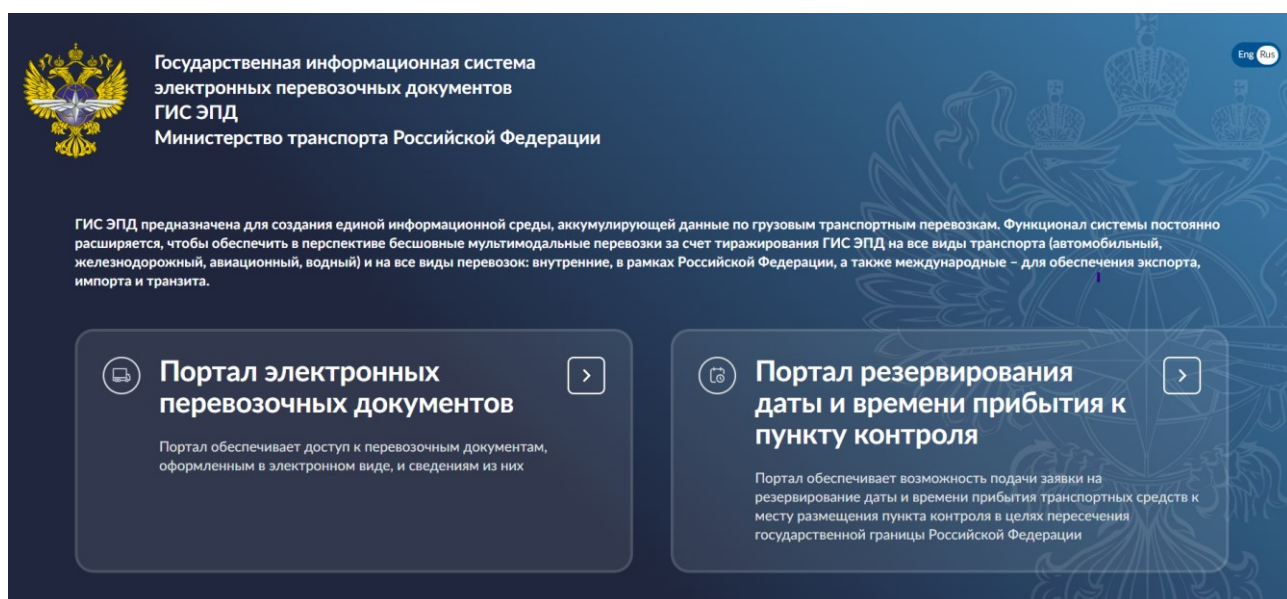 Государственная информационная система
электронных перевозочных документов
ГИС ЭПД
Министерство транспорта Российской Федерации
Eng Rus
ГИС ЭПД предназначена для создания единой информационной среды, аккумулирующей данные по грузовым транспортным перевозкам. Функционал системы постоянно
расширяется, чтобы обеспечить в перспективе бесшовные мультимодальные перевозки за счет тиражирования ГИС ЭПД на все виды транспорта (автомобильный,
железнодорожный, авиационный, водный) и на все виды перевозок: внутренние, в рамках Российской Федерации, а также международные – для обеспечения экспорта,
импорта и транзита.
Портал электронных
перевозочных документов
Портал обеспечивает доступ к перевозочным документам,
оформленным в электронном виде, и сведениям из них
Портал резервирования
даты и времени прибытия к
пункту контроля
Портал обеспечивает возможность подачи заявки на
резервирование даты и времени прибытия транспортных средств к
месту размещения пункта контроля в целях пересечения
государственной границы Российской Федерации